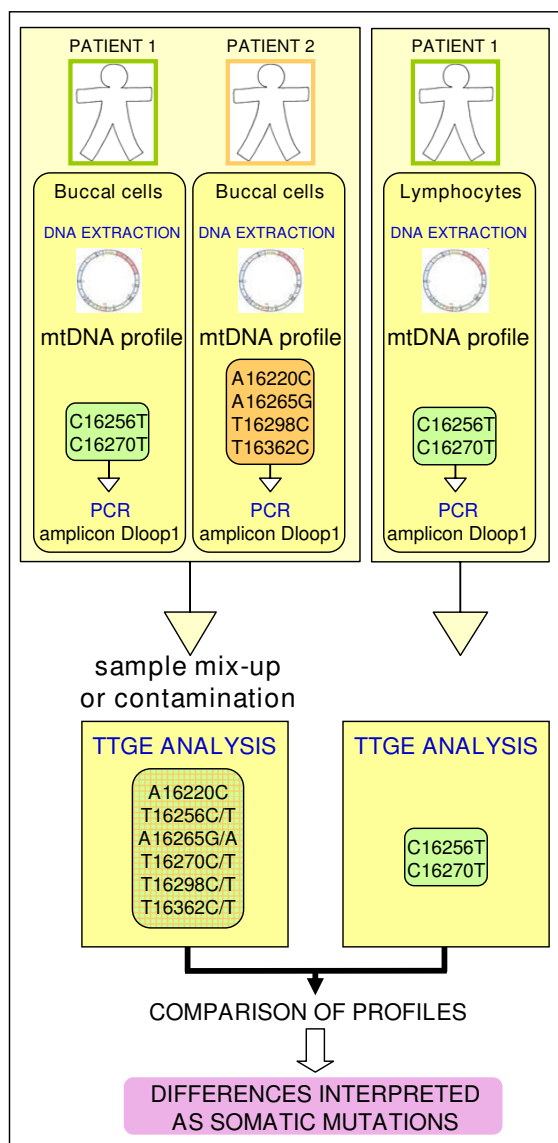 PATIENT 1
PATIENT 2
PATIENT 1
Buccal cells
DNA EXTRACTION
mtDNA profile
C16256T
C16270T
PCR
amplicon Dloop1
Buccal cells
DNA EXTRACTION
mtDNA profile
A16220C
A16265G
T16298C
T16362C
PCR
amplicon Dloop1
Lymphocytes
DNA EXTRACTION
mtDNA profile
C16256T
C16270T
PCR
amplicon Dloop1
sample mix-up
or contamination
TTGE ANALYSIS
A16220C
T16256C/T
A16265G/A
T16270C/T
T16298C/T
T16362C/T
TTGE ANALYSIS
C16256T
C16270T
COMPARISON OF PROFILES
DIFFERENCES INTERPRETED
AS SOMATIC MUTATIONS